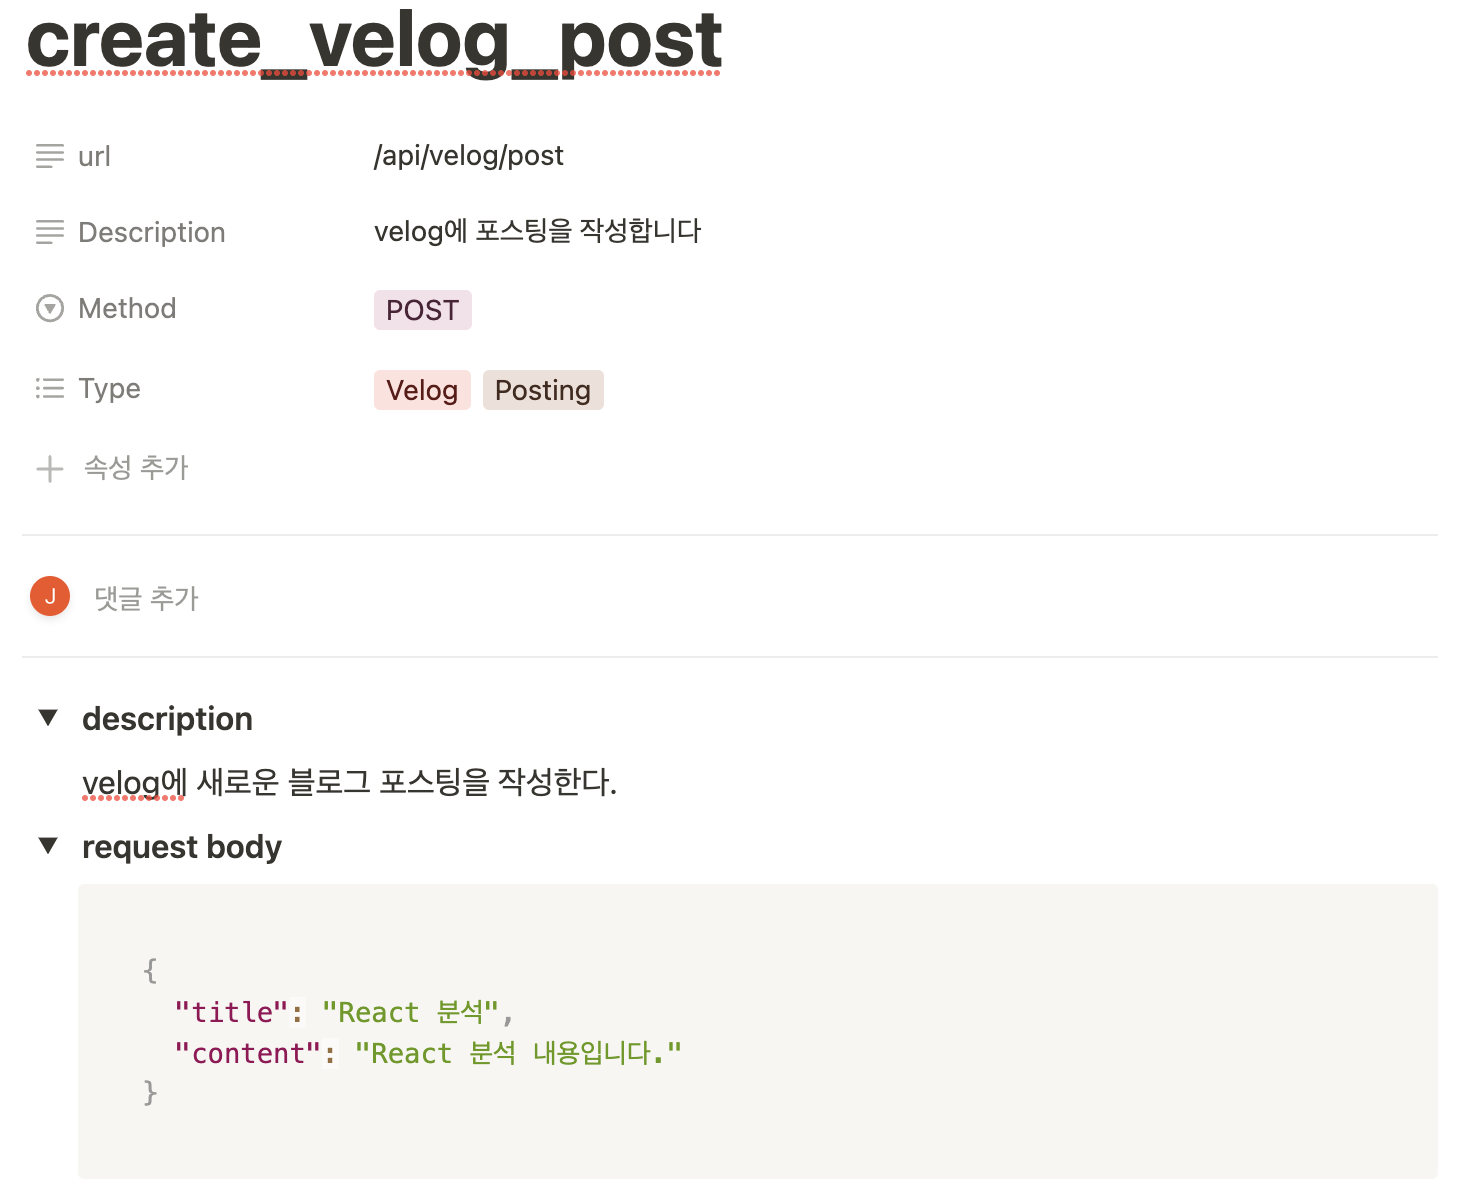 create_velog_post
url /api/velog/post
Description velog에 포스팅을 작성합니다
Method POST
Type Velog Posting
속성 추가
J 댓글 추가
description
velog에 새로운 블로그 포스팅을 작성한다.
request body
{
"title": "React 분석",
"content": "React 분석 내용입니다."
}